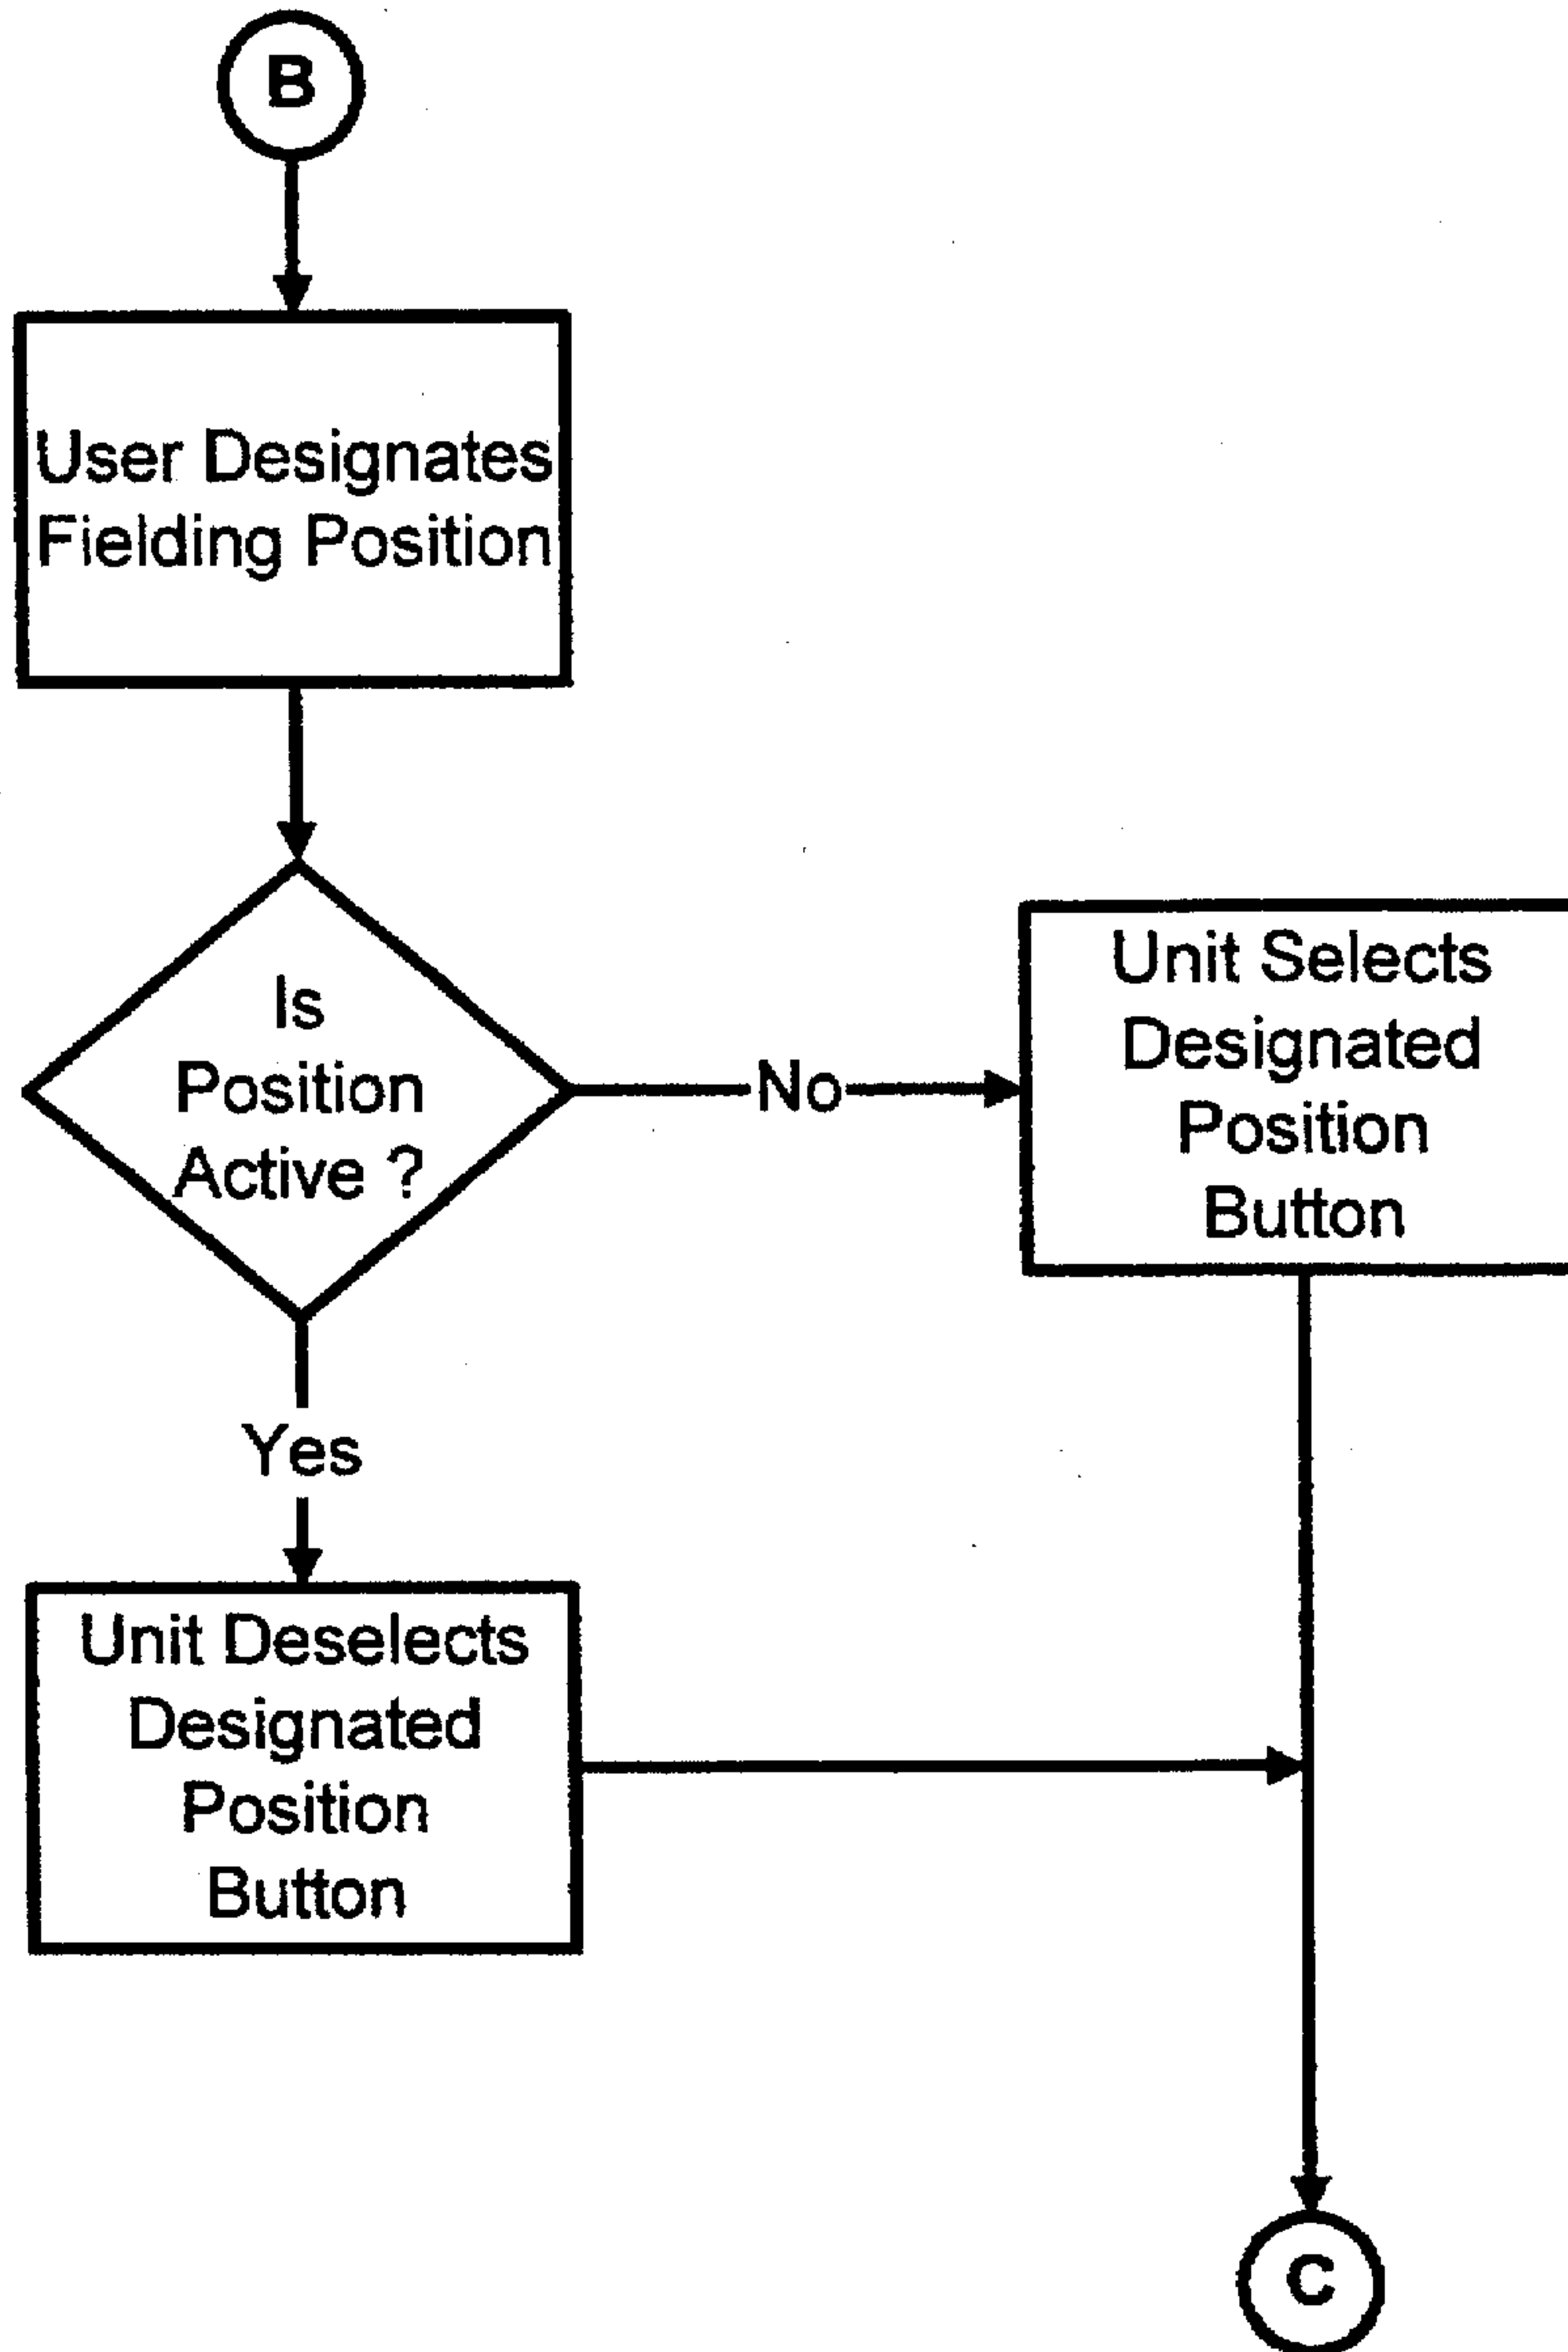 B
User Designates
Fielding Position
Is
Position
Active ?
No
Unit Selects
Designated
Position
Button
Yes
Unit Deselects
Designated
Position
Button
C